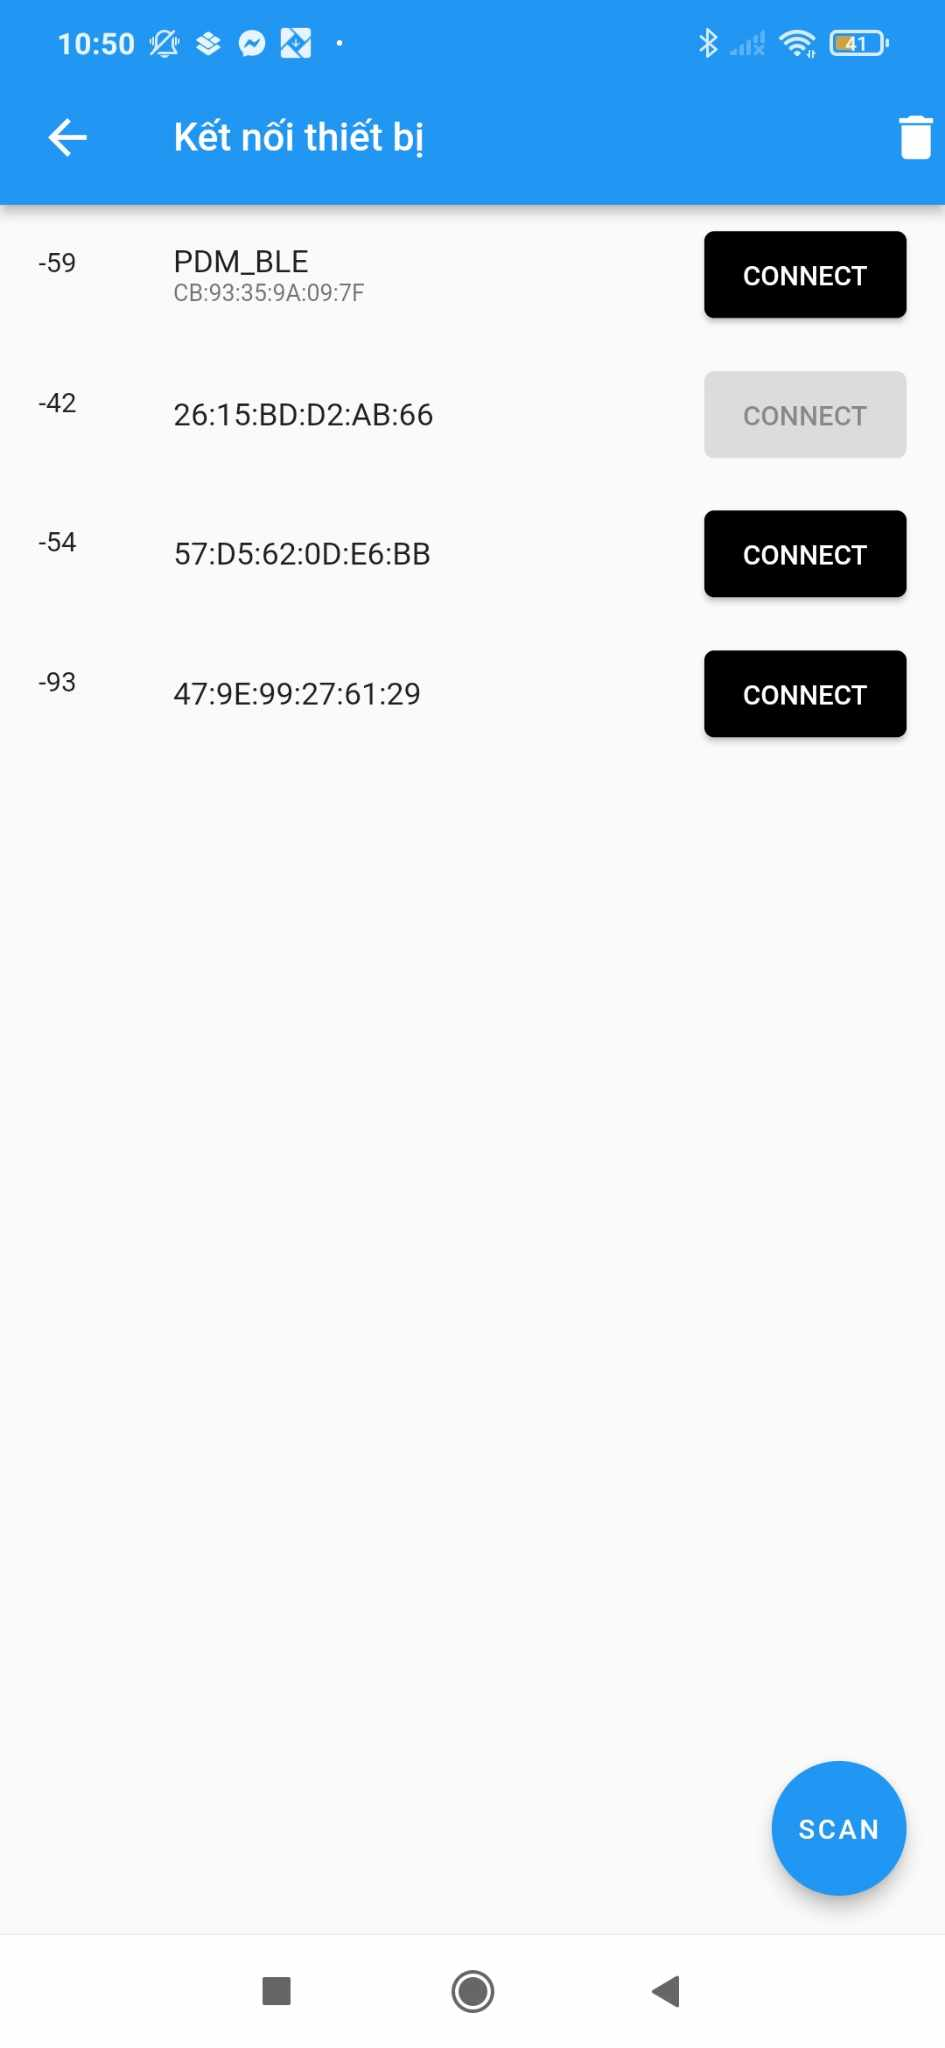 10:50
41
Kết nối thiết bị
-59
PDM_BLE
CB:93:35:9A:09:7F
CONNECT
-42
26:15:BD:D2:AB:66
CONNECT
-54
57:D5:62:0D:E6:BB
CONNECT
-93
47:9E:99:27:61:29
CONNECT
SCAN